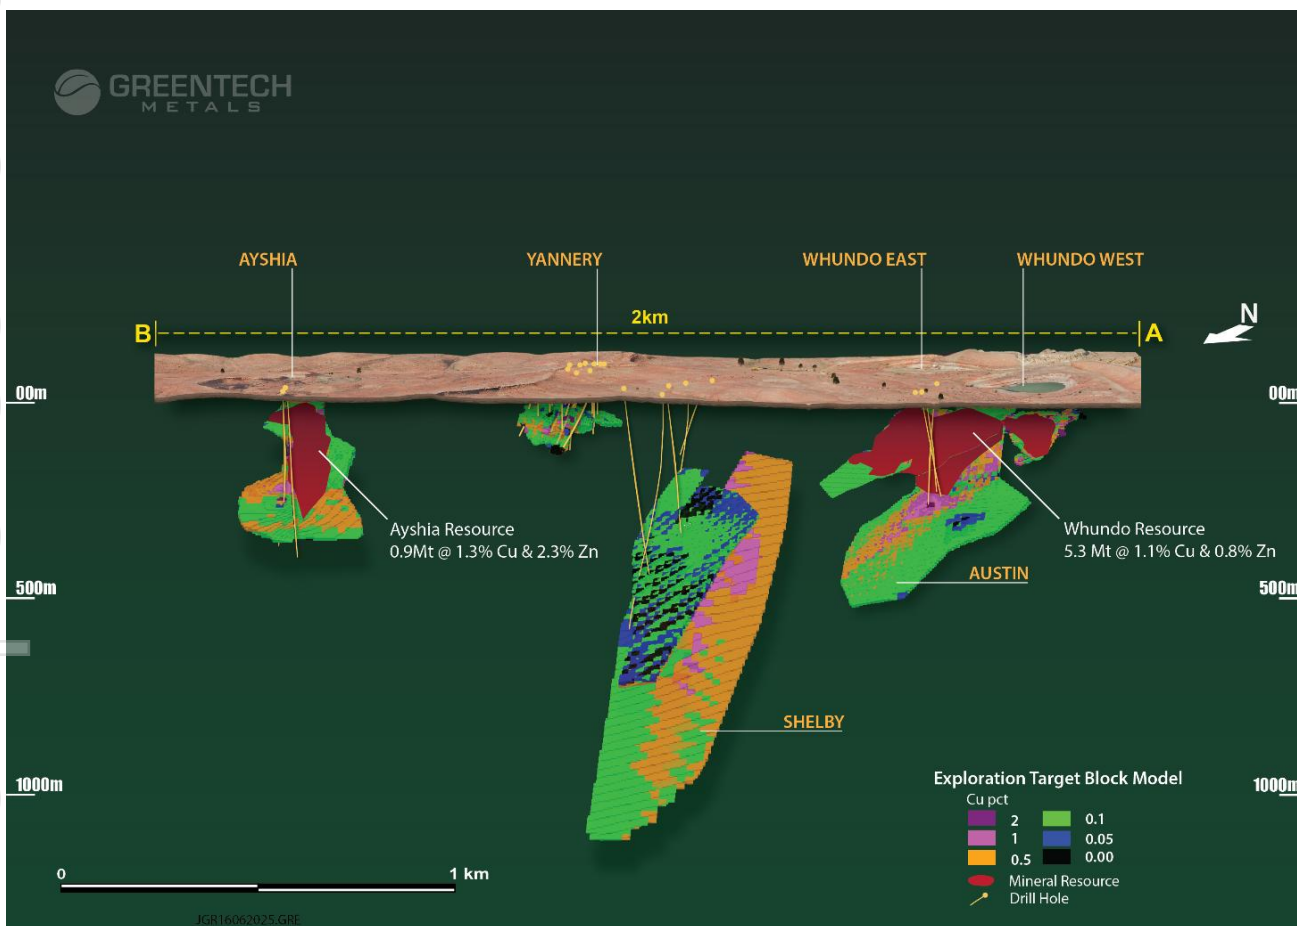 GREENTECH
METALS
AYSHIA
YANNERY
WHUNDO EAST
WHUNDO WEST
B
2km
A
N
00m
00m
Ayshia Resource
0.9Mt @ 1.3% Cu & 2.3% Zn
Whundo Resource
5.3 Mt @ 1.1% Cu & 0.8% Zn
AUSTIN
500m
500m
SHELBY
1000m
1000m
Exploration Target Block Model
Cu pct
2 0.1
1 0.05
0.5 0.00
Mineral Resource
Drill Hole
0 1 km
JGR16062025.GRE